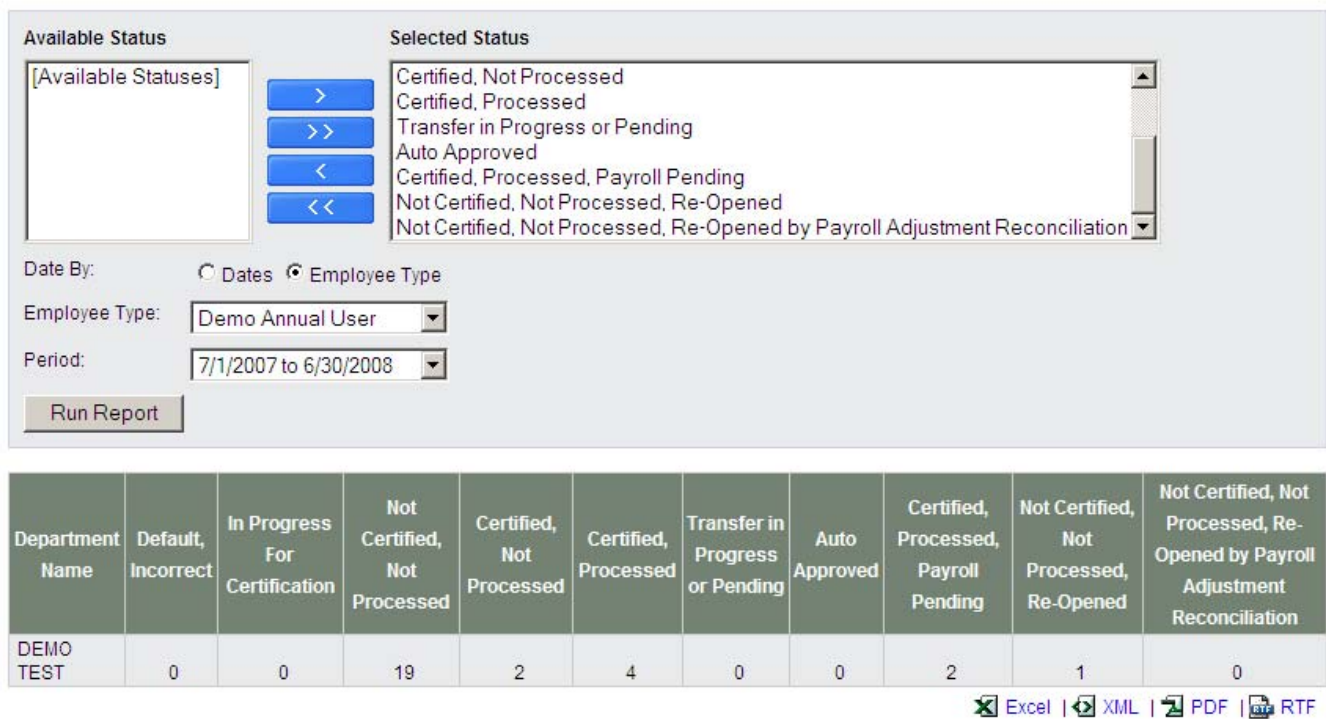 Available Status
Selected Status
[Available Statuses]
>
>>
<
<<
Certified, Not Processed
Certified, Processed
Transfer in Progress or Pending
Auto Approved
Certified, Processed, Payroll Pending
Not Certified, Not Processed, Re-Opened
Not Certified, Not Processed, Re-Opened by Payroll Adjustment Reconciliation
Date By: Dates Employee Type
Employee Type: Demo Annual User
Period: 7/1/2007 to 6/30/2008
Run Report
Department
Name
Default,
Incorrect
In Progress
For
Certification
Not
Certified,
Not
Processed
Certified,
Not
Processed
Certified,
Processed
Transfer in
Progress
or Pending
Auto
Approved
Certified,
Processed,
Payroll
Pending
Not Certified,
Not
Processed,
Re-Opened
Not Certified, Not
Processed, Re-
Opened by Payroll
Adjustment
Reconciliation
DEMO
TEST 0 0 19 2 4 0 0 2 1 0
Excel | XML | PDF | RTF RTF